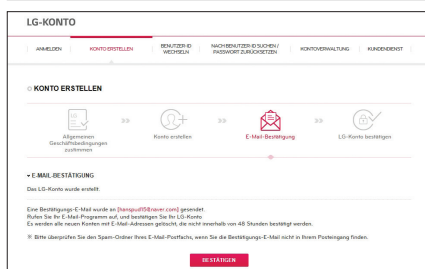 LG-KONTO
ANMELDEN
KONTO ERSTELLEN
BENUTZER-ID
WECHSELN
NACH BENUTZER-ID SUCHEN /
PASSWORT ZURÜCKSETZEN
KONTOVERWALTUNG
KUNDENDIENST
KONTO ERSTELLEN
Allgemeinen
Geschäftsbedingungen
zustimmen
Konto erstellen
E-Mail-Bestätigung
LG-Konto bestätigen
E-MAIL-BESTÄTIGUNG
Das LG-Konto wurde erstellt.
Eine Bestätigungs-E-Mail wurde an [hanspud15@naver.com] gesendet.
Rufen Sie Ihr E-Mail-Programm auf, und bestätigen Sie Ihr LG-Konto
Es werden alle neuen Konten mit E-Mail-Adressen gelöscht, die nicht innerhalb von 48 Stunden bestätigt werden.
※ Bitte überprüfen Sie den Spam-Ordner Ihres E-Mail-Postfachs, wenn Sie die Bestätigungs-E-Mail nicht in Ihrem Posteingang finden.
BESTÄTIGEN